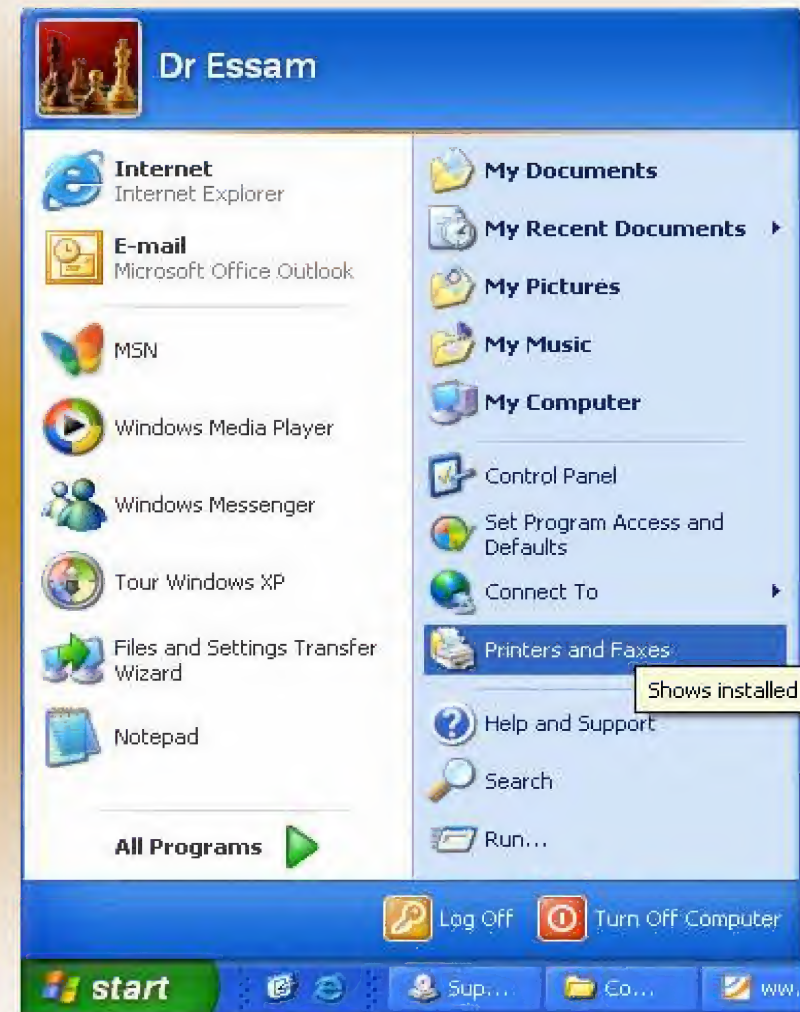 Dr Essam
Internet
Internet Explorer
E-mail
Microsoft Office Outlook
MSN
Windows Media Player
Windows Messenger
Tour Windows XP
Files and Settings Transfer
Wizard
Notepad
All Programs
My Documents
My Recent Documents
My Pictures
My Music
My Computer
Control Panel
Set Program Access and
Defaults
Connect To
Printers and Faxes
Shows installed
Help and Support
Search
Run...
Log Off
Turn Off Computer
start
Sup...
Co...
ww.